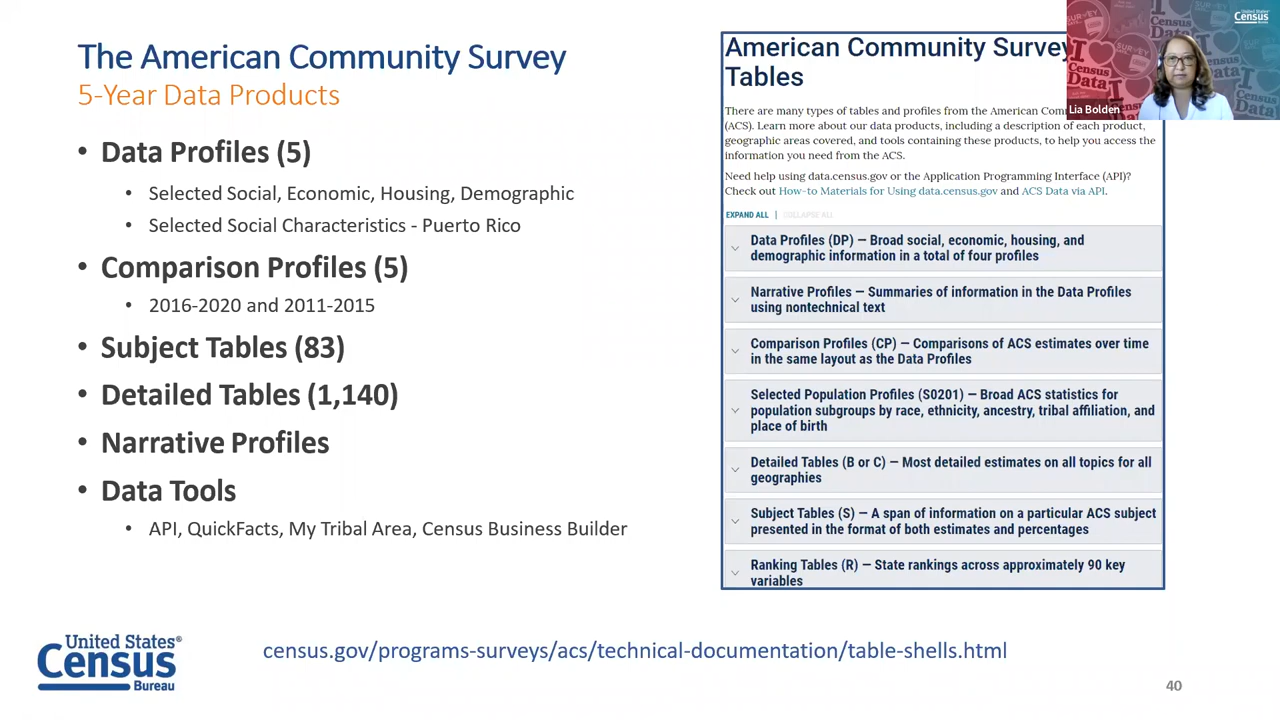 The American Community Survey
5-Year Data Products
• Data Profiles (5)
• Selected Social, Economic, Housing, Demographic
• Selected Social Characteristics - Puerto Rico
• Comparison Profiles (5)
• 2016-2020 and 2011-2015
• Subject Tables (83)
• Detailed Tables (1,140)
• Narrative Profiles
• Data Tools
• API, QuickFacts, My Tribal Area, Census Business Builder
American Community Survey
Tables
There are many types of tables and profiles from the American
(ACS). Learn more about our data products, including a description of each product,
geographic areas covered, and tools containing these products, to help you access the
information you need from the ACS.
Need help using data.census.gov or the Application Programming Interface (API)?
Check out How-to Materials for Using data.census.gov and ACS Data via API.
EXPAND ALL | COLLAPSE ALL
Data Profiles (DP) — Broad social, economic, housing, and
demographic information in a total of four profiles
Narrative Profiles — Summaries of information in the Data Profiles
using nontechnical text
Comparison Profiles (CP) — Comparisons of ACS estimates over time
in the same layout as the Data Profiles
Selected Population Profiles (S0201) — Broad ACS statistics for
population subgroups by race, ethnicity, ancestry, tribal affiliation, and
place of birth
Detailed Tables (B or C) — Most detailed estimates on all topics for all
geographies
Subject Tables (S) — A span of information on a particular ACS subject
presented in the format of both estimates and percentages
Ranking Tables (R) — State rankings across approximately 90 key
variables
United States
Census
Bureau
I
Census
Data
Lia Bolden
United States®
Census
Bureau
census.gov/programs-surveys/acs/technical-documentation/table-shells.html
40